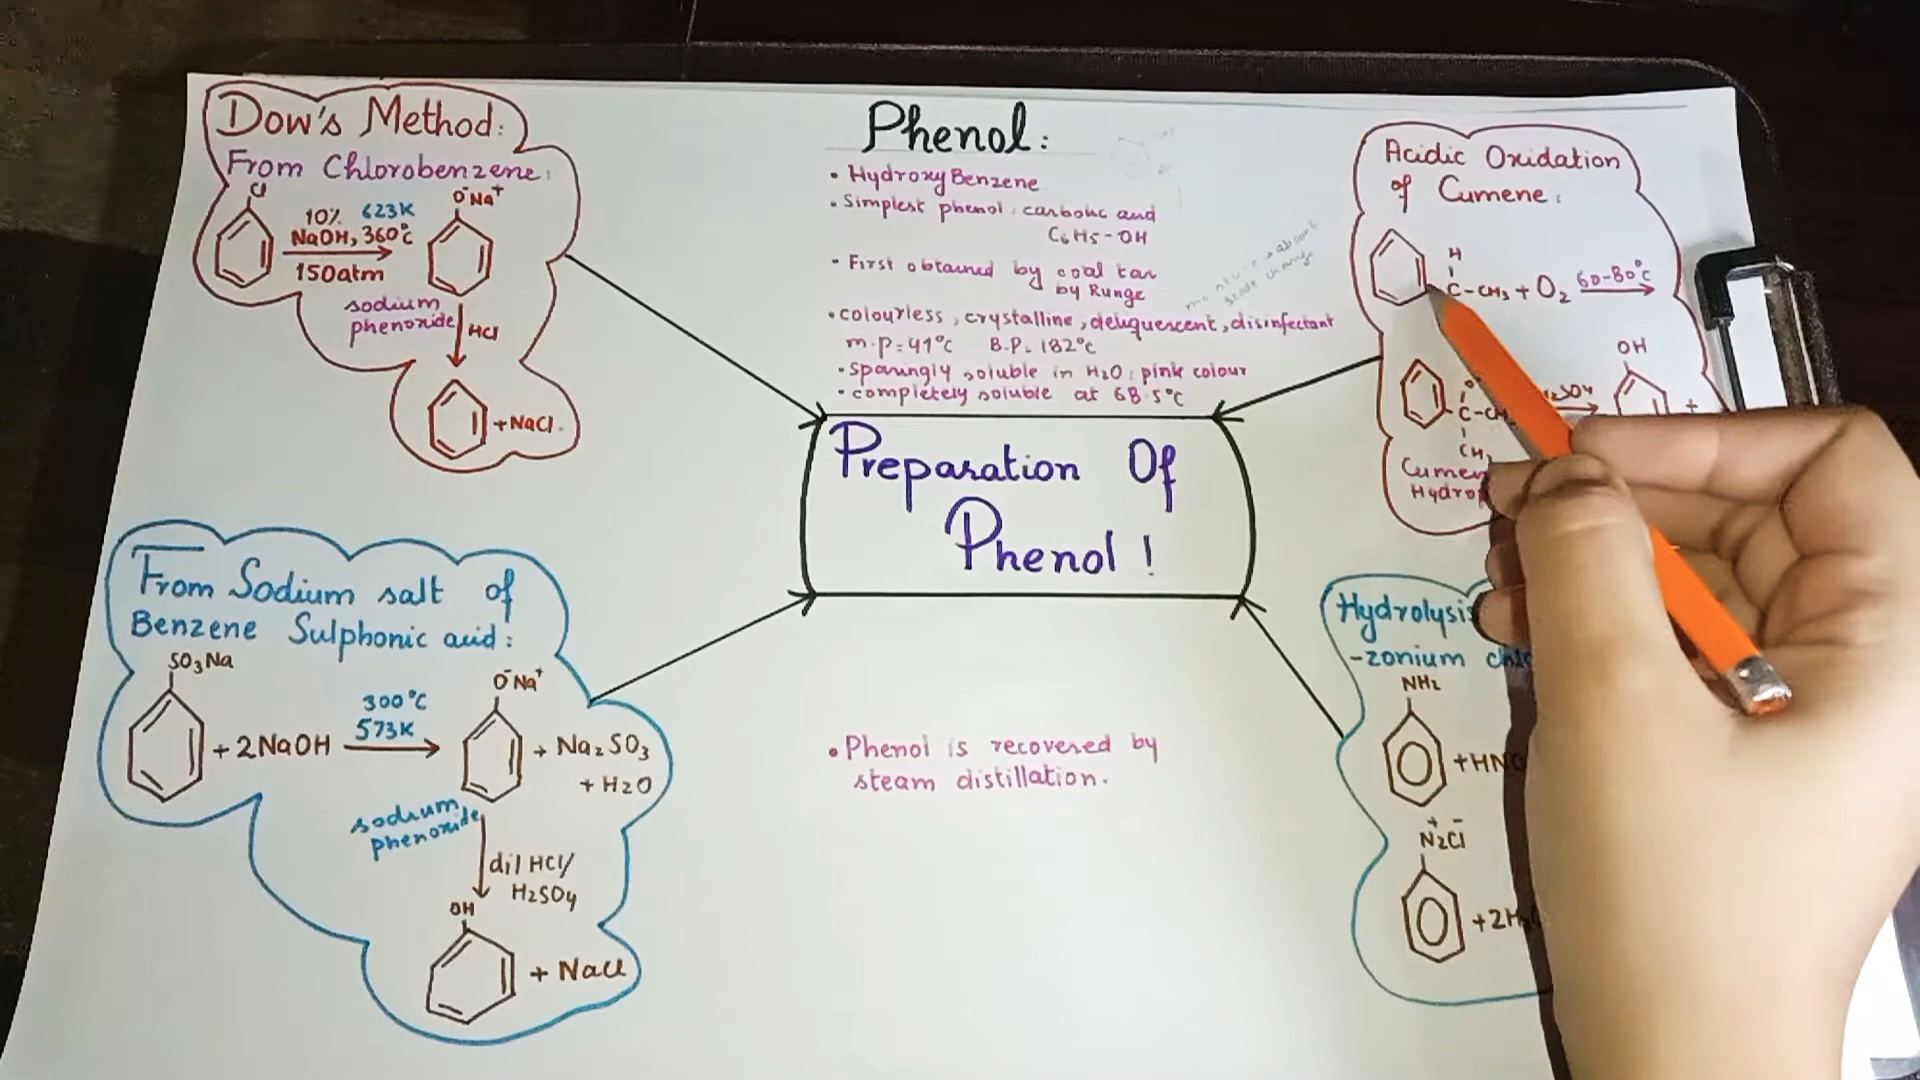 Dow's Method:
From Chlorobenzene:
Cl
10% 623K
NaOH, 360°C
150atm
O⁻Na⁺
sodium
phenoxide
HCl
+NaCl.
Phenol:
• HydroxyBenzene
• Simplest phenol: carbolic acid
C6H5-OH
- First obtained by coal tar
by Runge
• colourless, crystalline, deliquescent, disinfectant
m.p = 41°C B.P. 182°C
• Sparingly soluble in H2O: pink colour
• completely soluble at 68.5°C
Acidic Oxidation
of Cumene:
H
C-CH3 + O2 60-80°C
OH
+
C-
CH3
Preparation Of
Phenol!
From Sodium salt of
Benzene Sulphonic acid:
SO3Na
+ 2NaOH
300°C
573K
O⁻Na⁺
+ Na2SO3
+ H2O
sodium
phenoxide
dil HCl/
H2SO4
OH
+ NaCl
• Phenol is recovered by
steam distillation.
Hydrolysis
-zonium
NH2
N2Cl
+ -